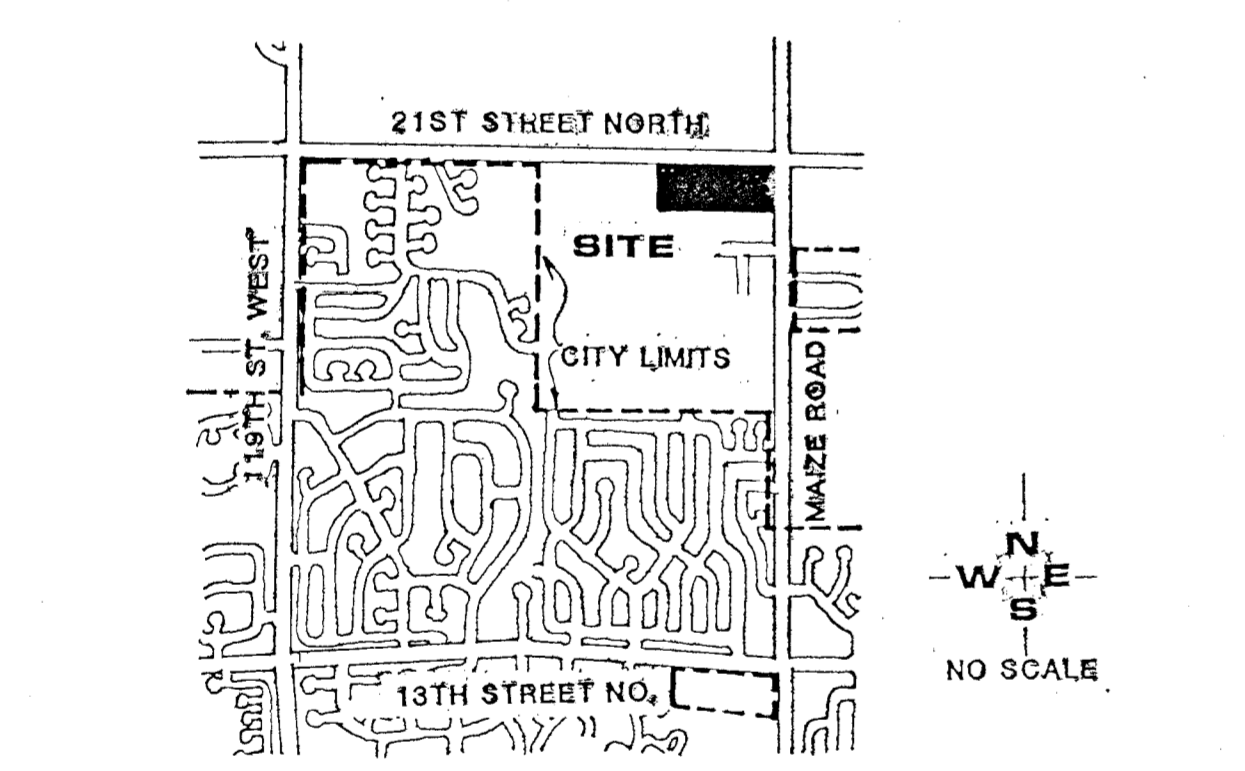 21ST STREET NORTH
SITE
119TH ST. WEST
CITY LIMITS
MAIZE ROAD
N
W E
S
NO SCALE
13TH STREET NO.